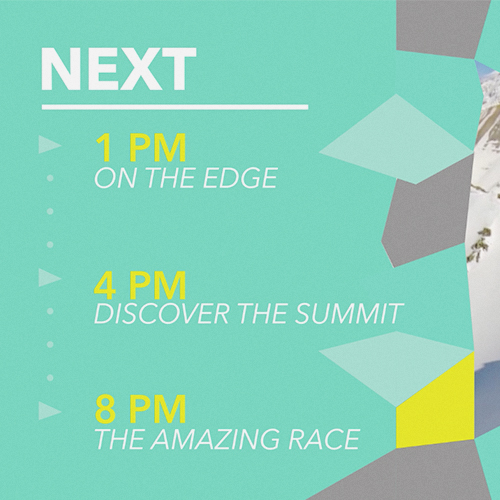 NEXT
1 PM
ON THE EDGE
4 PM
DISCOVER THE SUMMIT
8 PM
THE AMAZING RACE